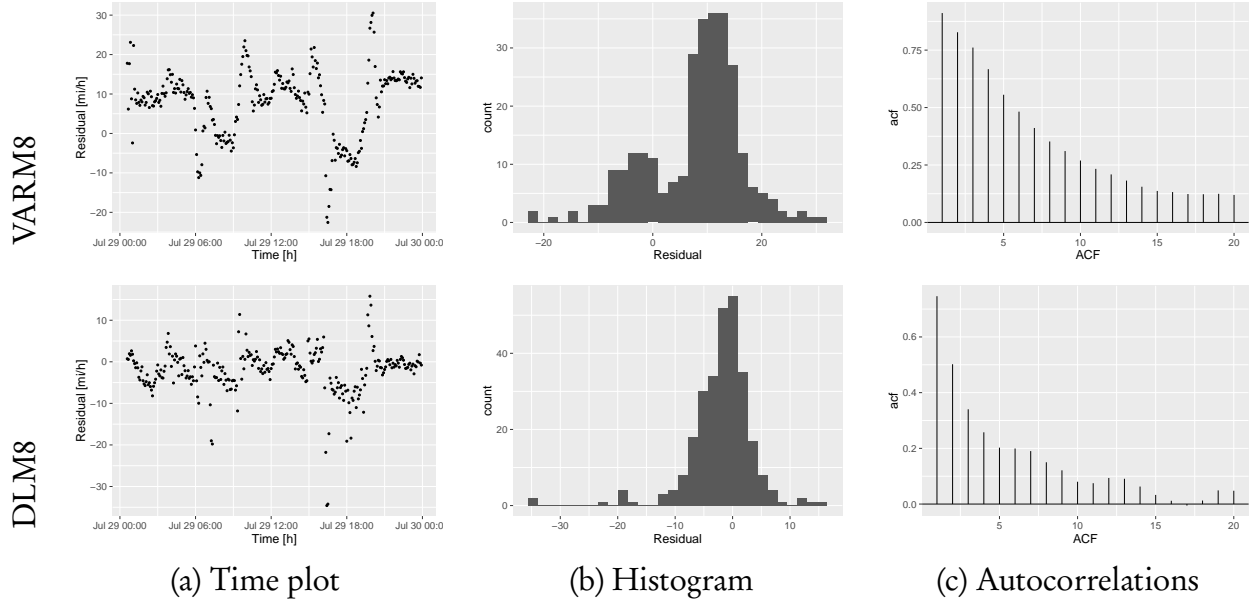 VARM8
Residual [mi/h]
30
20
10
0
−10
−20
Jul 29 00:00 Jul 29 06:00 Jul 29 12:00 Jul 29 18:00 Jul 30 00:0
Time [h]
count
30
20
10
0
−20 0 20
Residual
acf
0.75
0.50
0.25
0.00
5 10 15 20
ACF
DLM8
Residual [mi/h]
10
0
−10
−20
−30
Jul 29 00:00 Jul 29 06:00 Jul 29 12:00 Jul 29 18:00 Jul 30 00:0
Time [h]
count
40
20
0
−30 −20 −10 0 10
Residual
acf
0.6
0.4
0.2
0.0
5 10 15 20
ACF
(a) Time plot
(b) Histogram
(c) Autocorrelations